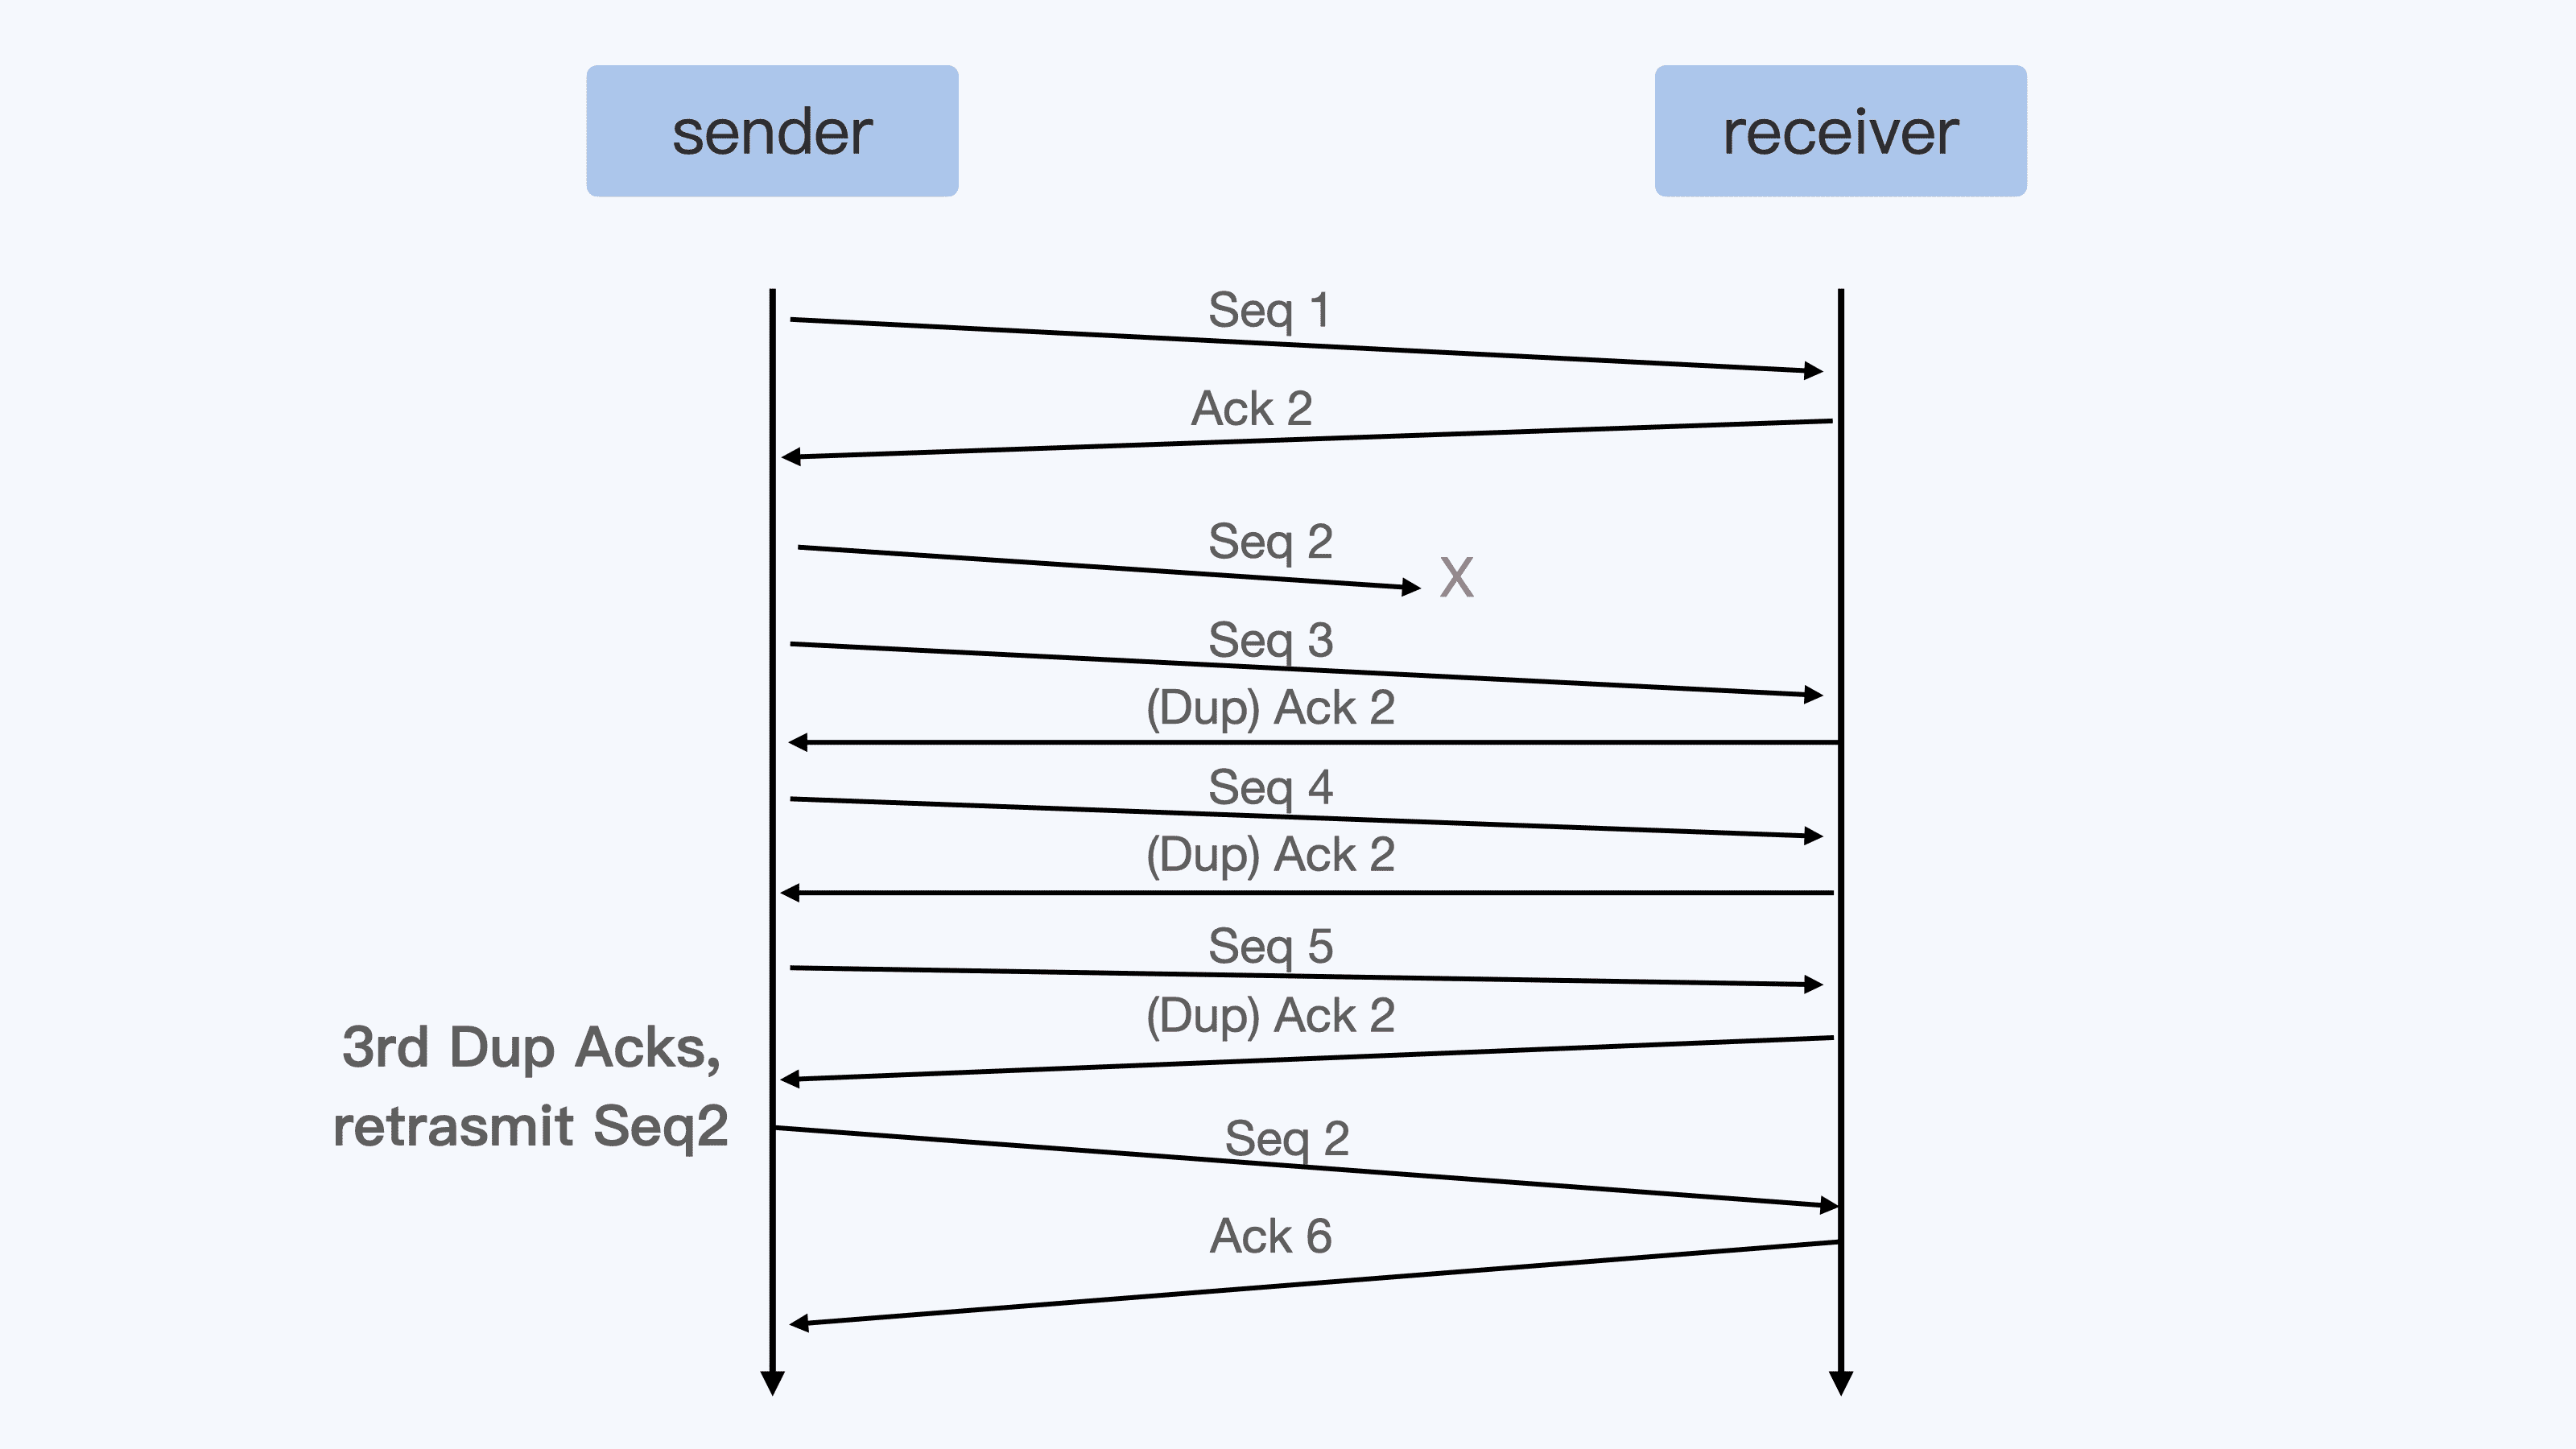 sender
receiver
Seq 1
Ack 2
Seq 2
X
Seq 3
(Dup) Ack 2
Seq 4
(Dup) Ack 2
Seq 5
(Dup) Ack 2
3rd Dup Acks,
retrasmit Seq2
Seq 2
Ack 6